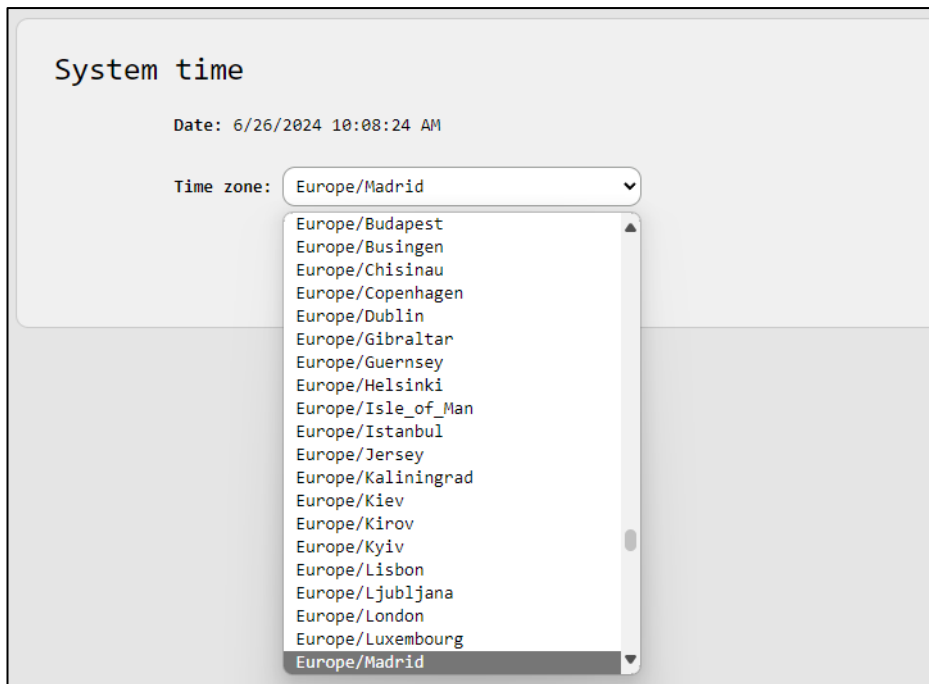 System time
Date: 6/26/2024 10:08:24 AM
Time zone: Europe/Madrid
Europe/Budapest
Europe/Busingen
Europe/Chisinau
Europe/Copenhagen
Europe/Dublin
Europe/Gibraltar
Europe/Guernsey
Europe/Helsinki
Europe/Isle_of_Man
Europe/Istanbul
Europe/Jersey
Europe/Kaliningrad
Europe/Kiev
Europe/Kirov
Europe/Kyiv
Europe/Lisbon
Europe/Ljubljana
Europe/London
Europe/Luxembourg
Europe/Madrid